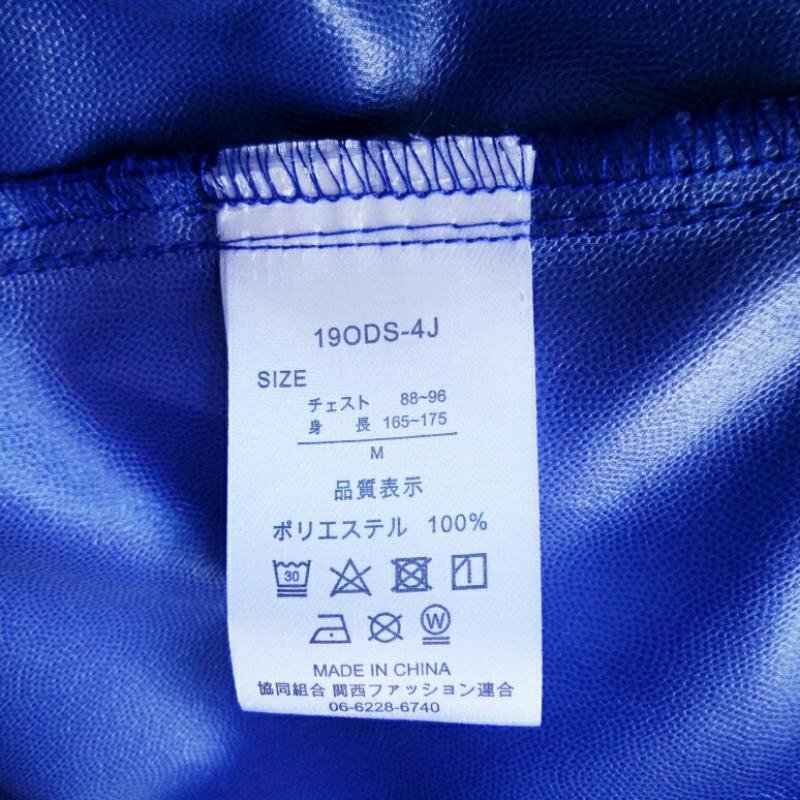 19ODS-4J
SIZE
チェスト 88~96
身長 165~175
M
品質表示
ポリエステル 100%
30
W
MADE IN CHINA
協同組合 関西ファッション連合
06-6228-6740